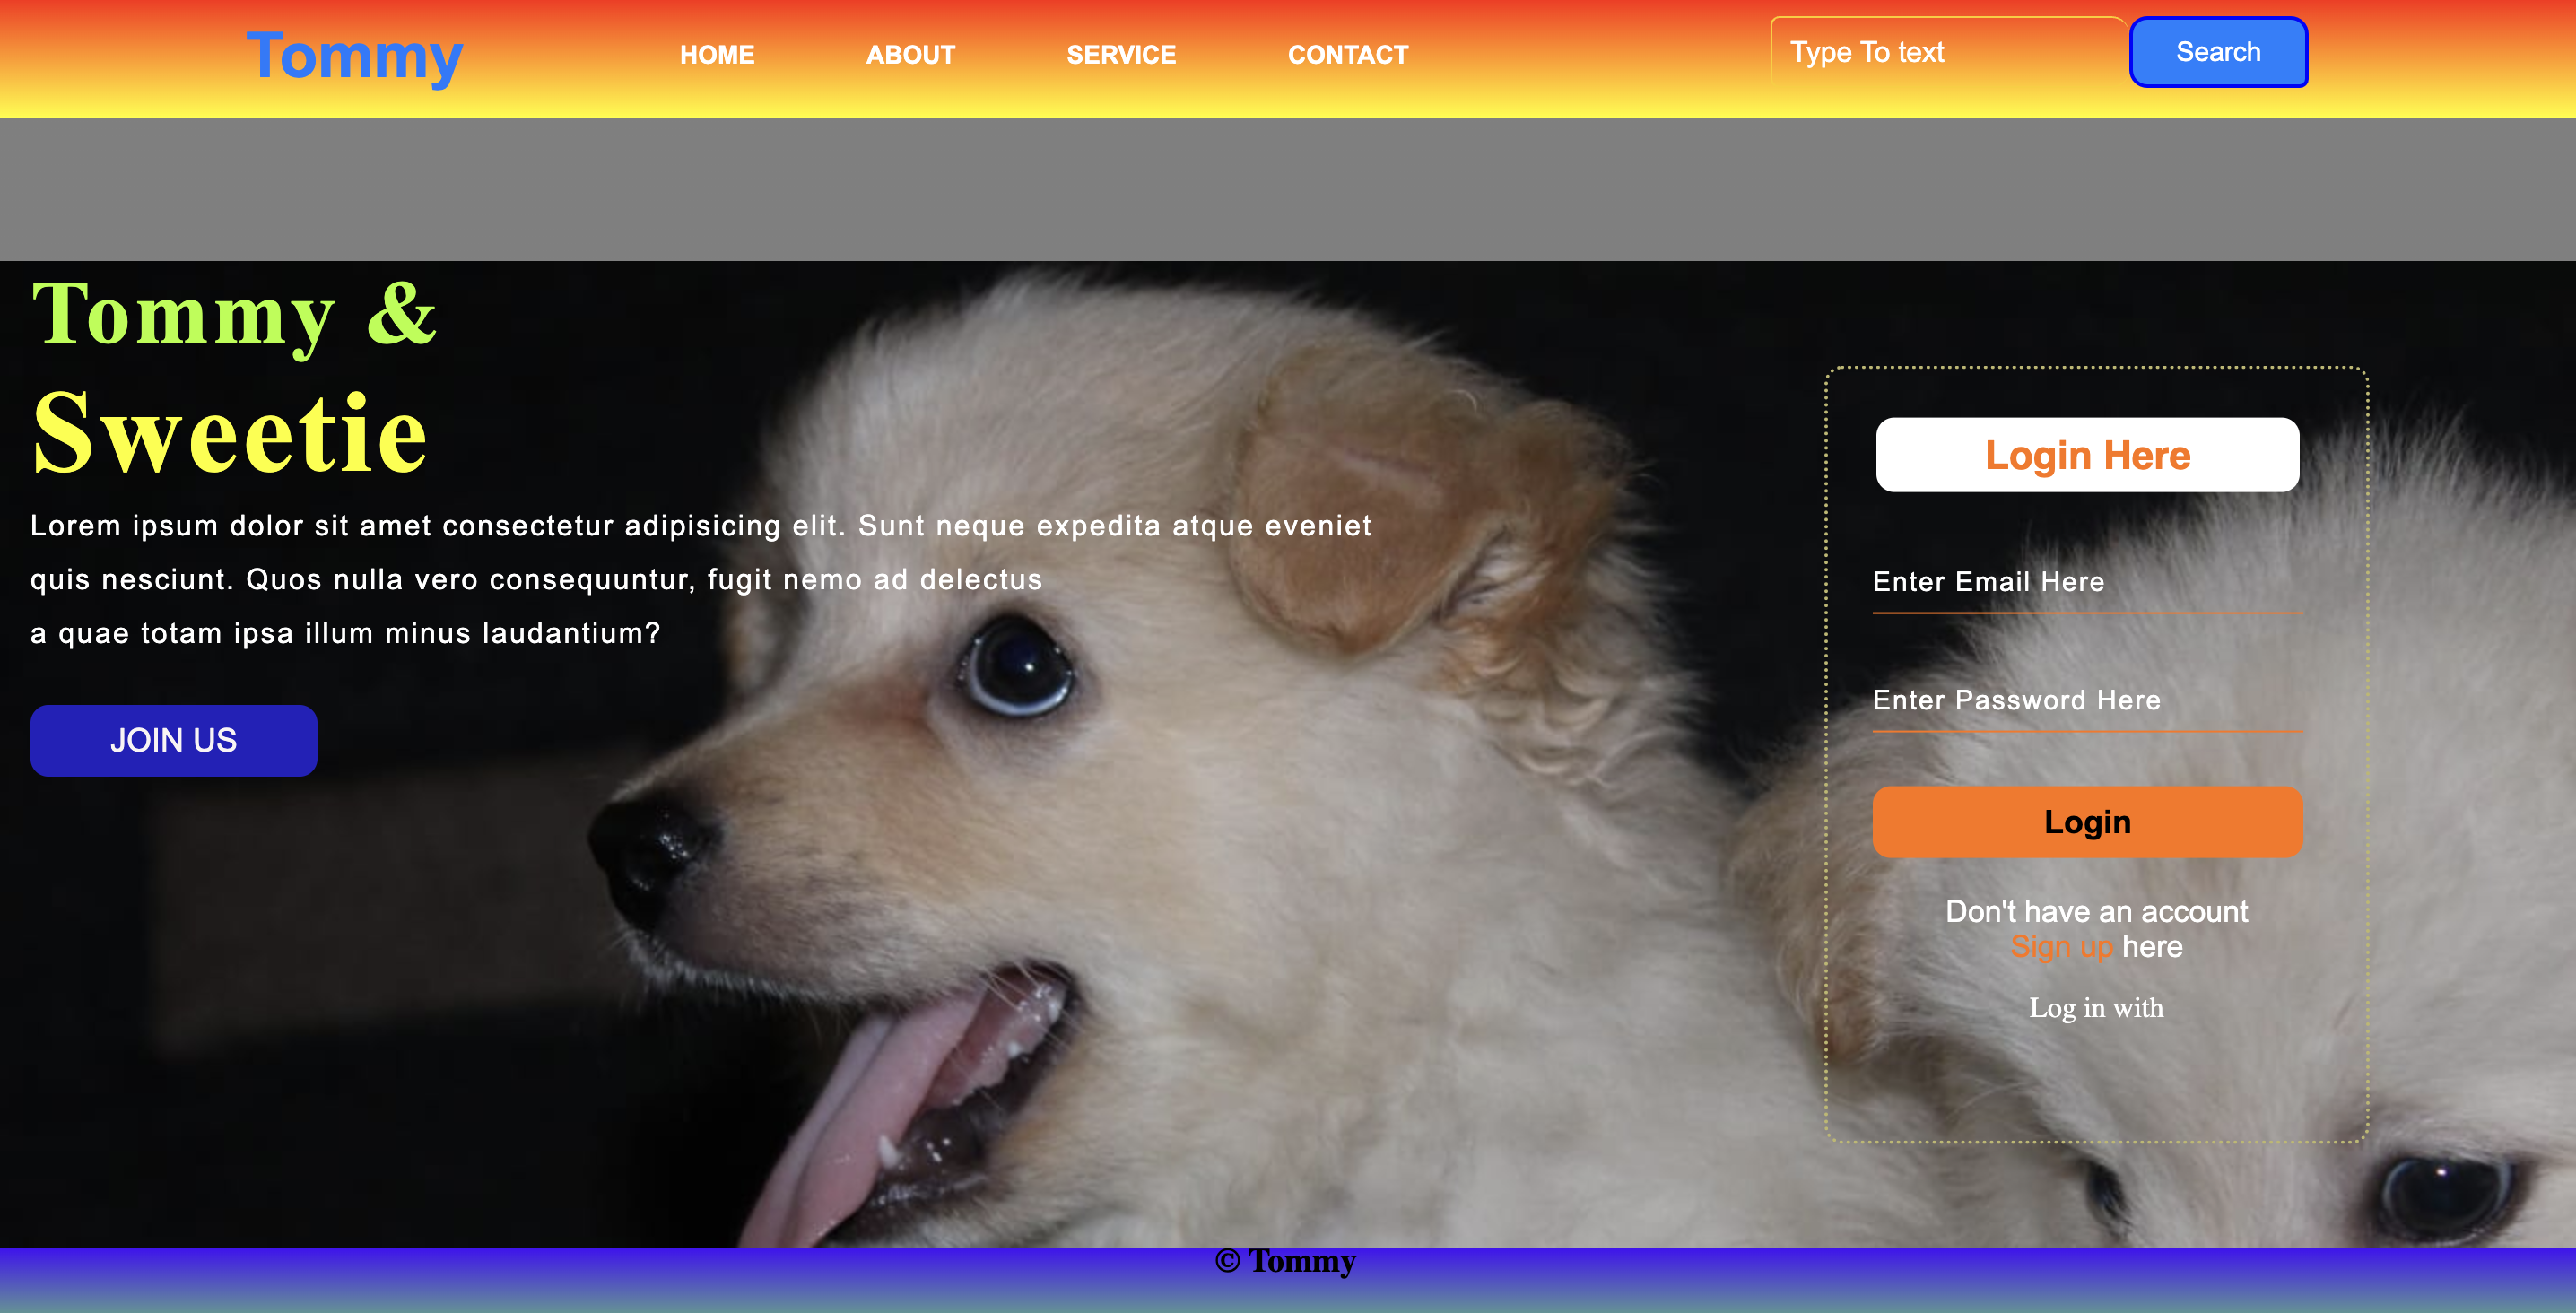 Tommy
HOME ABOUT SERVICE CONTACT
Type To text
Search
Tommy &
Sweetie
Lorem ipsum dolor sit amet consectetur adipisicing elit. Sunt neque expedita atque eveniet
quis nesciunt. Quos nulla vero consequuntur, fugit nemo ad delectus
a quae totam ipsa illum minus laudantium?
JOIN US
Login Here
Enter Email Here
Enter Password Here
Login
Don't have an account
Sign up here
Log in with
© Tommy